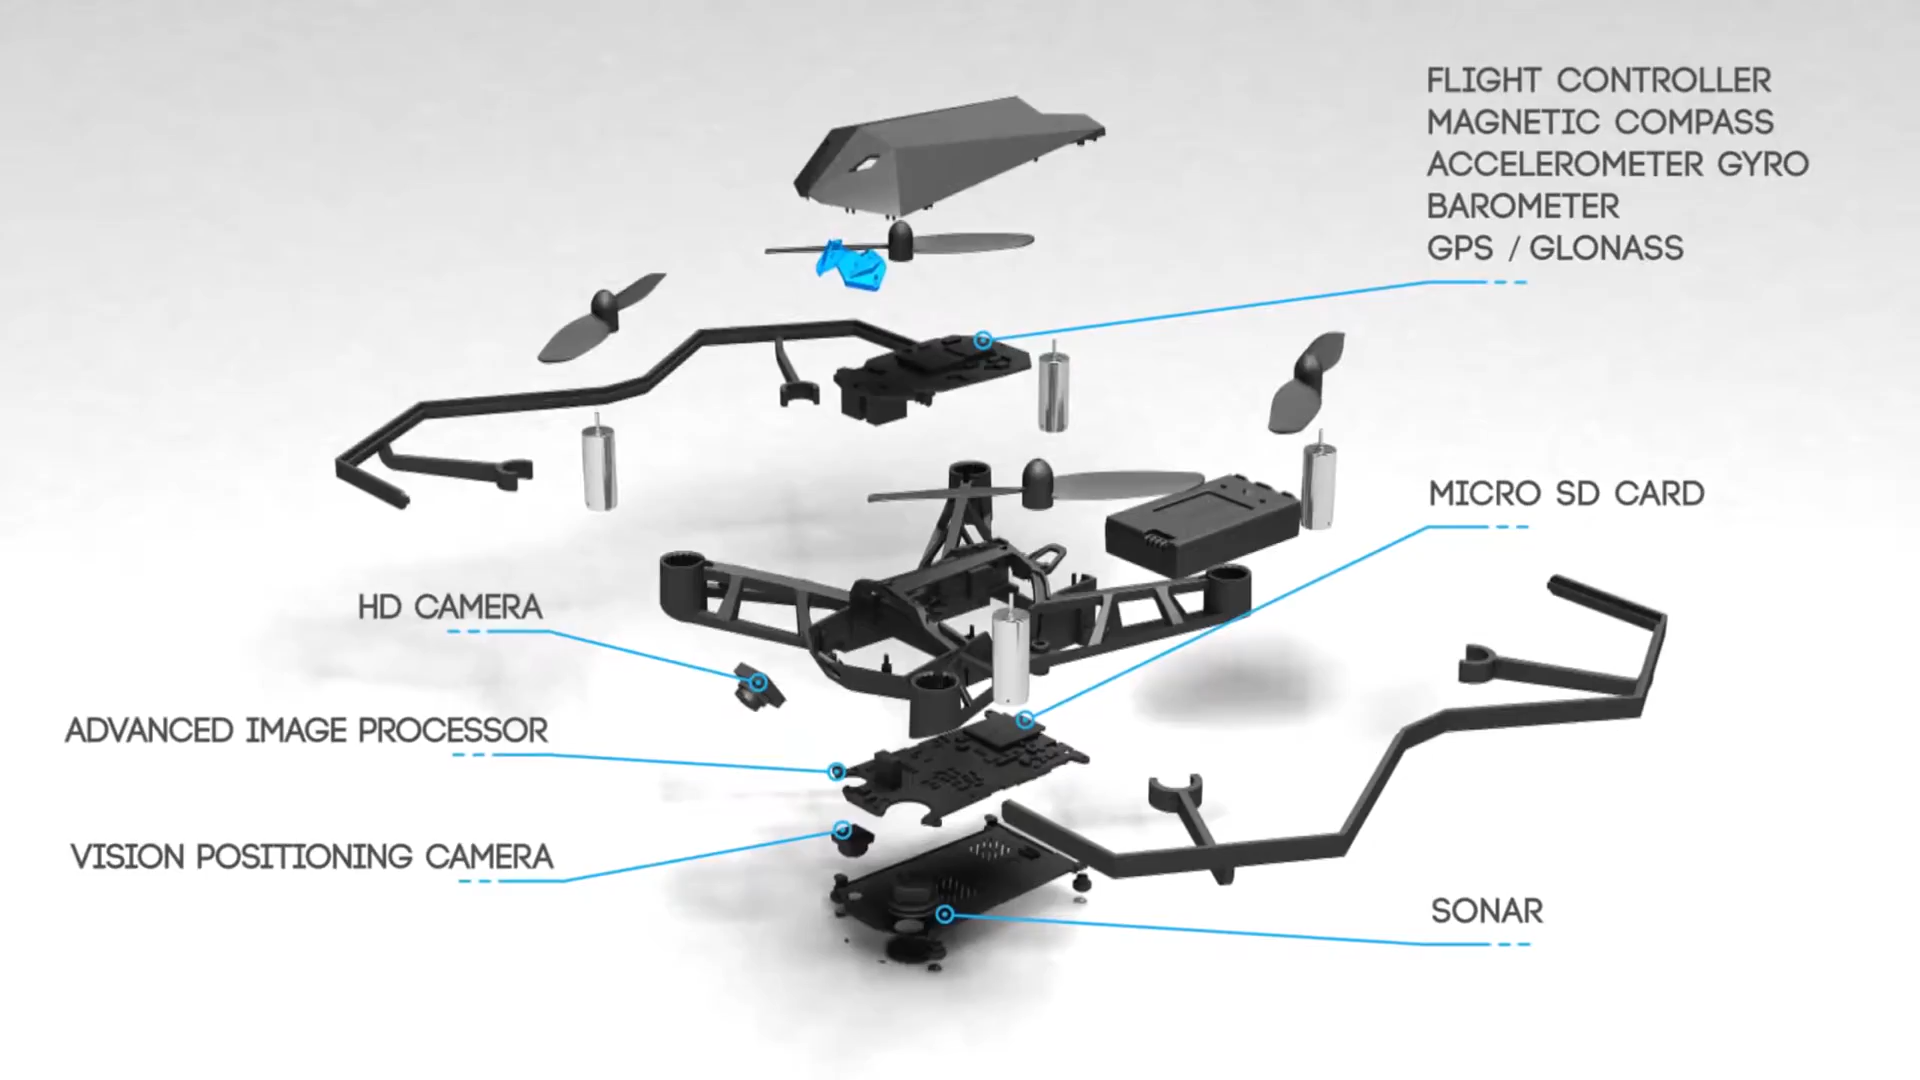 FLIGHT CONTROLLER
MAGNETIC COMPASS
ACCELEROMETER GYRO
BAROMETER
GPS / GLONASS
MICRO SD CARD
HD CAMERA
ADVANCED IMAGE PROCESSOR
VISION POSITIONING CAMERA
SONAR